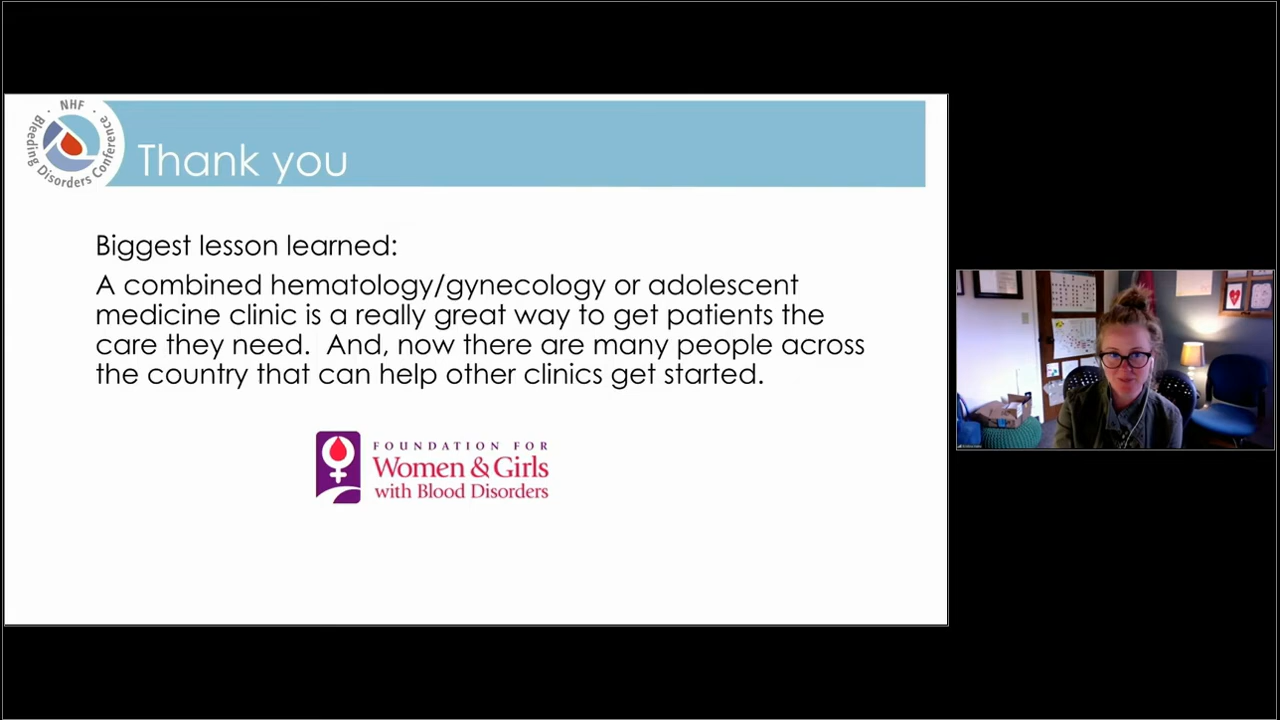 NHF
Bleeding Disorders Conference
Thank you
Biggest lesson learned:
A combined hematology/gynecology or adolescent
medicine clinic is a really great way to get patients the
care they need.  And, now there are many people across
the country that can help other clinics get started.
FOUNDATION FOR
Women & Girls
with Blood Disorders